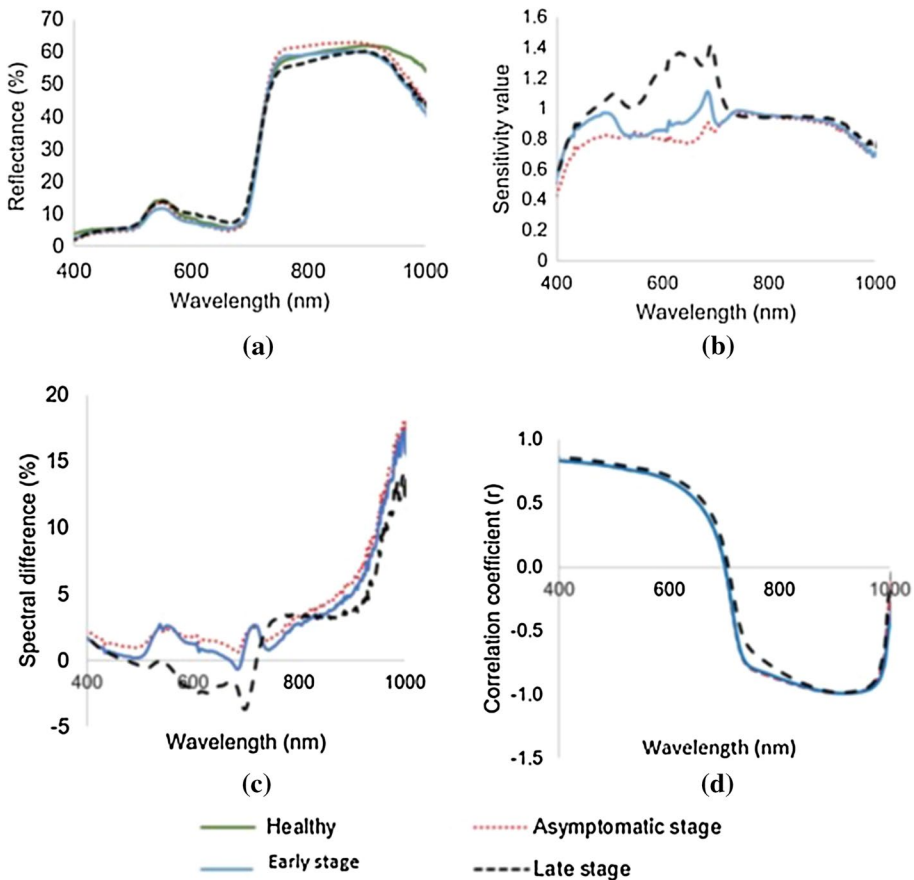 70
60
50
40
30
20
10
0
400 600 800 1000
Reflectance (%)
Wavelength (nm)
(a)
1.6
1.4
1.2
1
0.8
0.6
0.4
0.2
0
400 600 800 1000
Sensitivity value
Wavelength (nm)
(b)
20
15
10
5
0
-5
400 600 800 1000
Spectral difference (%)
Wavelength (nm)
(c)
1.0
0.5
0.0
-0.5
-1.0
-1.5
400 600 800 1000
Correlation coefficient (r)
Wavelength (nm)
(d)
Healthy
Asymptomatic stage
Early stage
Late stage